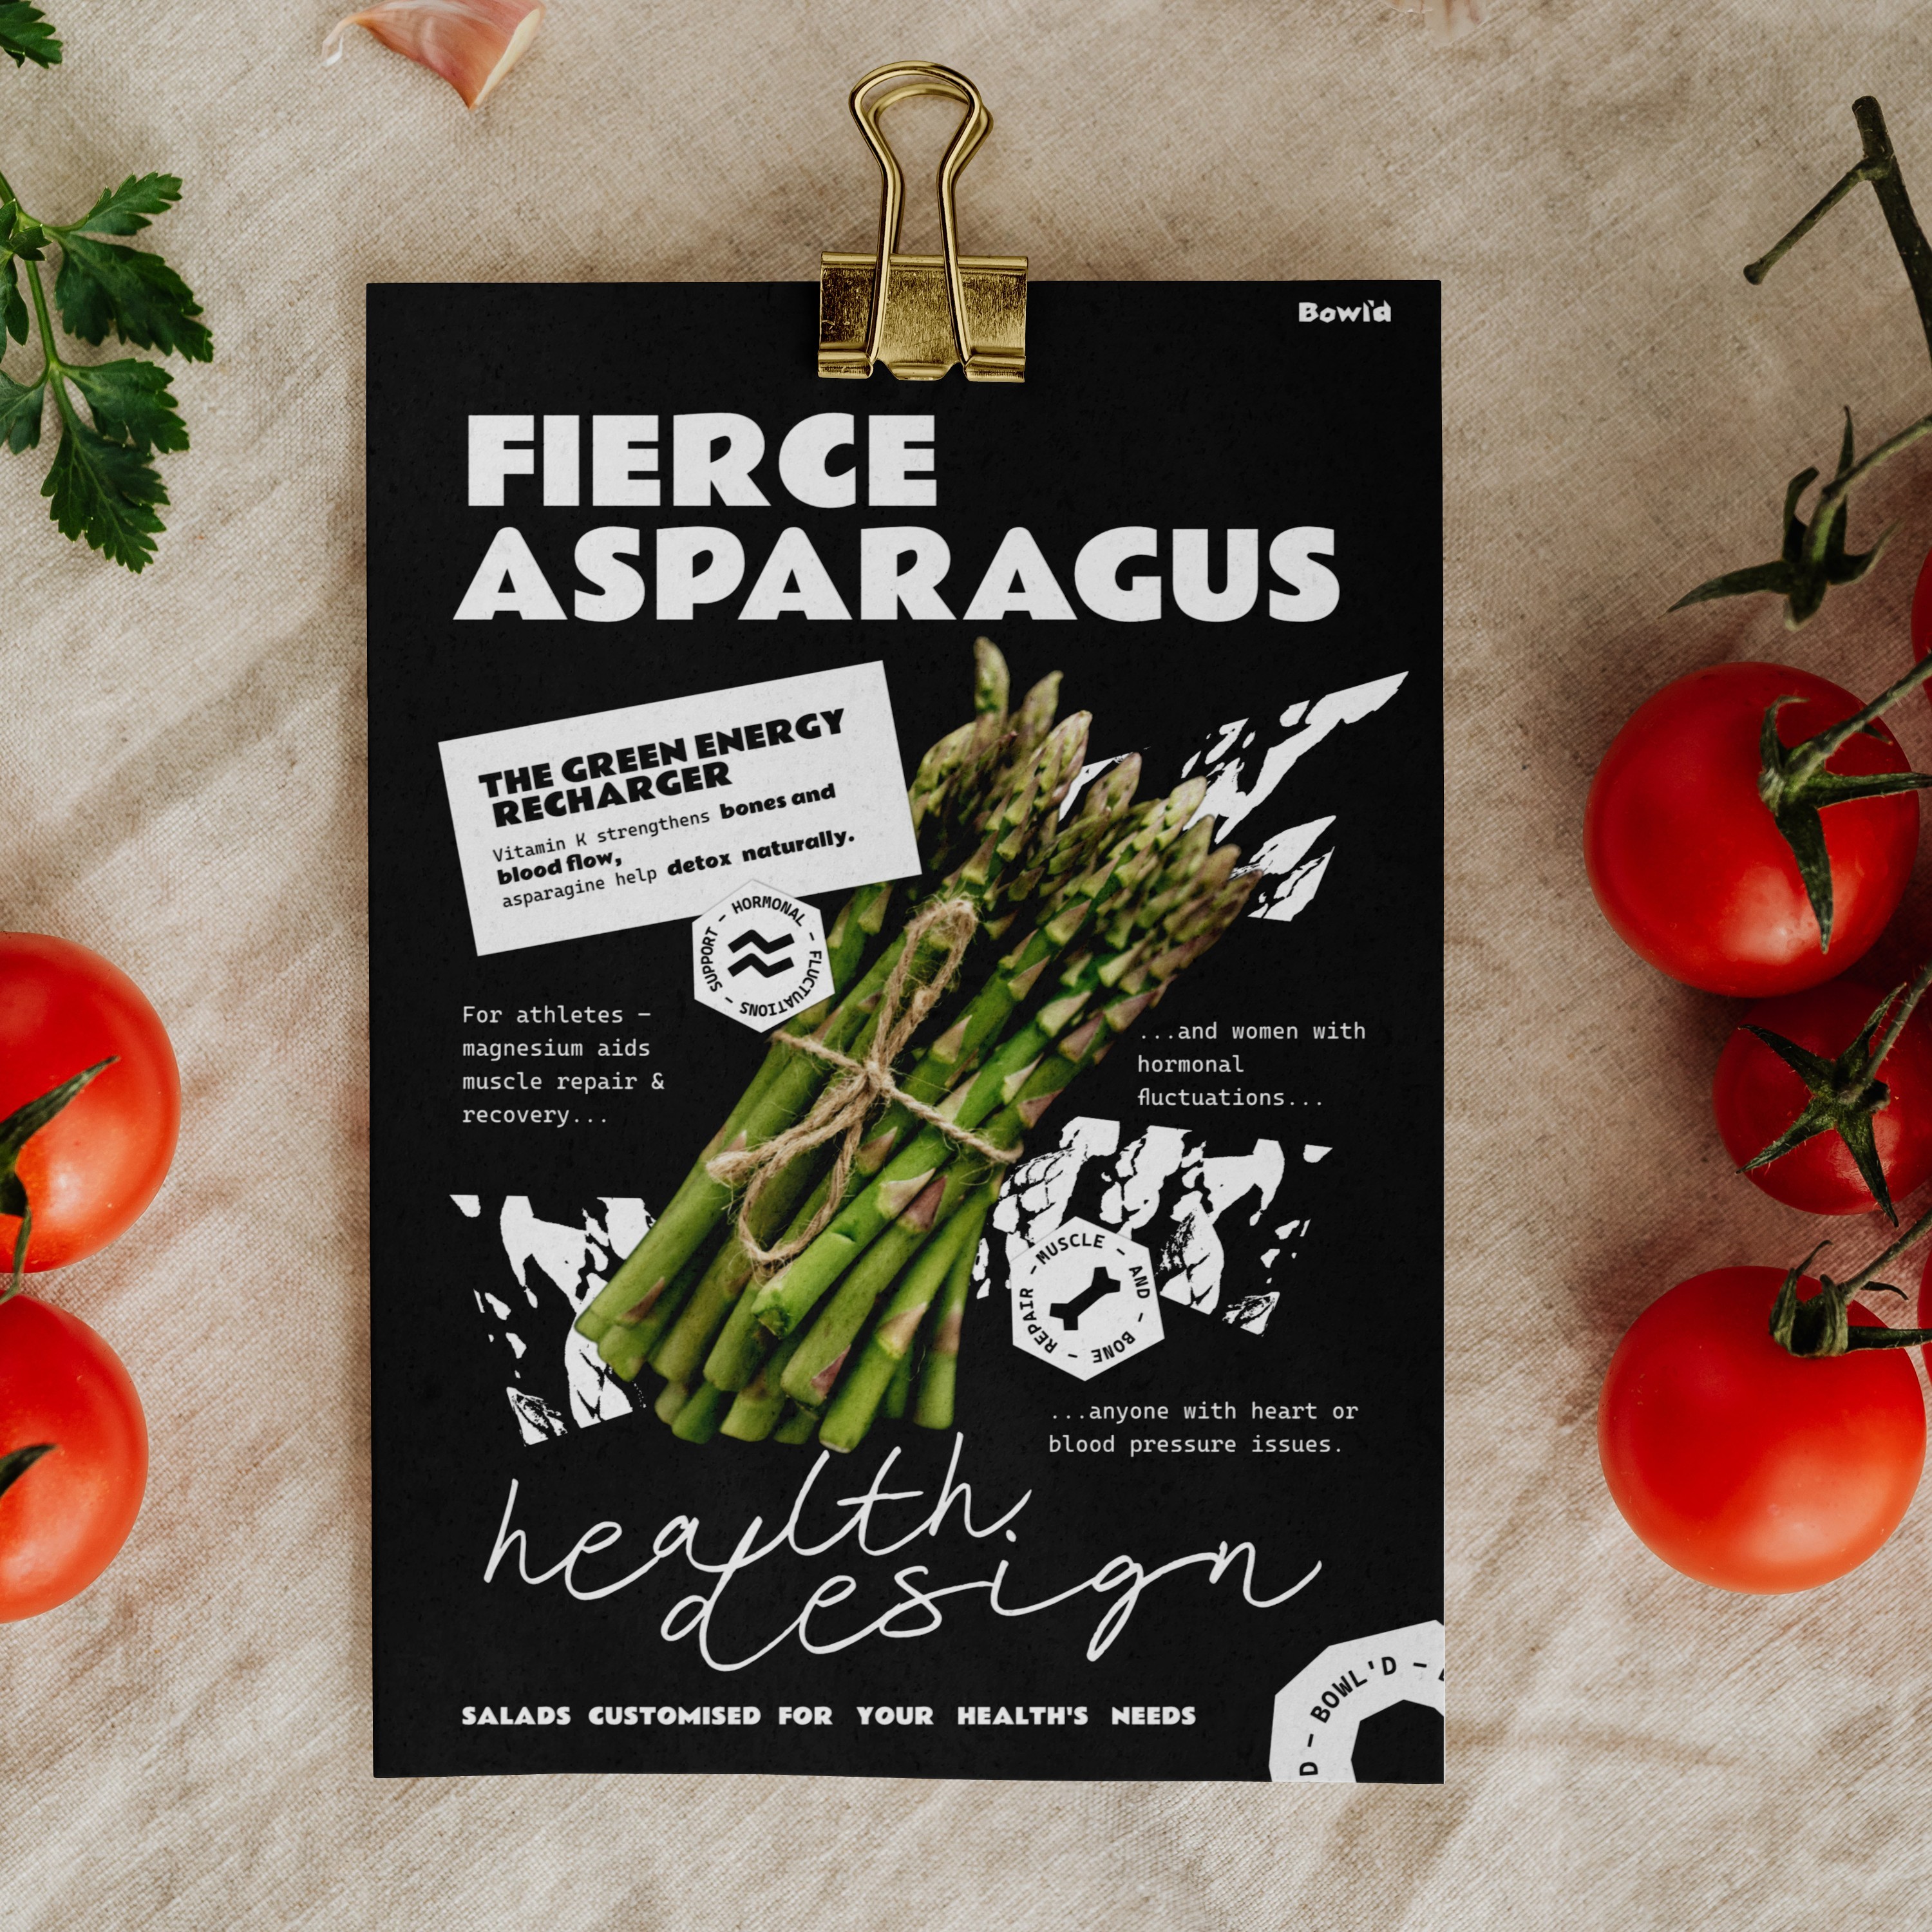 Bowl'd
FIERCE
ASPARAGUS
THE GREEN ENERGY
RECHARGER
Vitamin K strengthens bones and
blood flow,
asparagine help detox naturally.
SUPPORT – HORMONAL – FLUCTUATIONS –
For athletes –
magnesium aids
muscle repair &
recovery...
...and women with
hormonal
fluctuations...
MUSCLE – AND – BONE – REPAIR –
...anyone with heart or
blood pressure issues.
health.
design
SALADS CUSTOMISED FOR YOUR HEALTH'S NEEDS
D – BOWL'D –